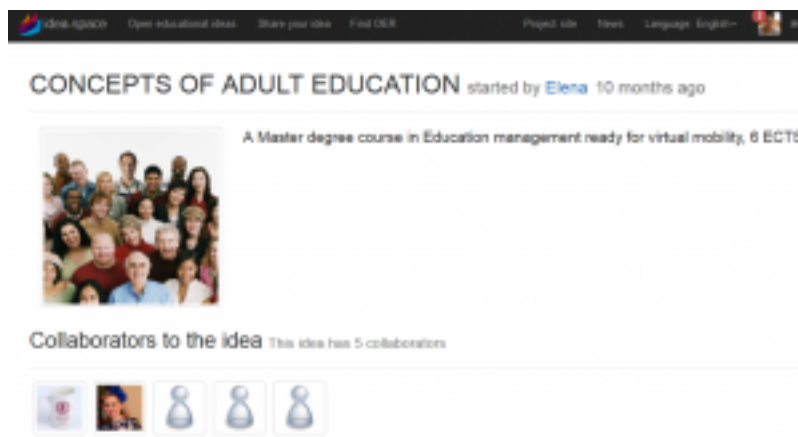 idea.space Open educational ideas Share your idea Find OER Project site News Language English
CONCEPTS OF ADULT EDUCATION started by Elena 10 months ago
A Master degree course in Education management ready for virtual mobility, 6 ECTS
Collaborators to the idea This idea has 5 collaborators